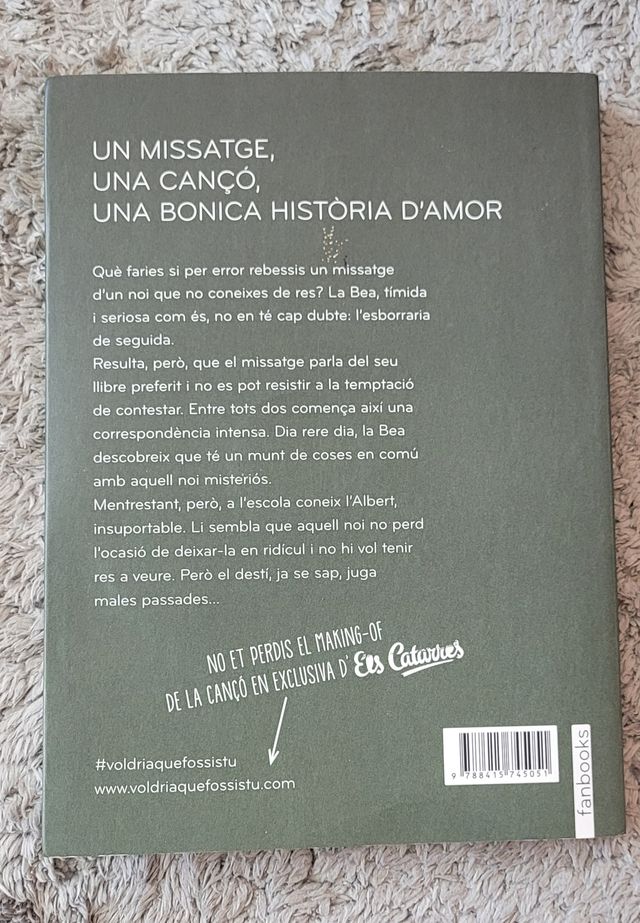 UN MISSATGE,
UNA CANÇÓ,
UNA BONICA HISTÒRIA D'AMOR
Què faries si per error rebessis un missatge
d'un noi que no coneixes de res? La Bea, tímida
i seriosa com és, no en té cap dubte: l'esborraria
de seguida.
Resulta, però, que el missatge parla del seu
llibre preferit i no es pot resistir a la temptació
de contestar. Entre tots dos comença així una
correspondència intensa. Dia rere dia, la Bea
descobreix que té un munt de coses en comú
amb aquell noi misteriós.
Mentrestant, però, a l'escola coneix l'Albert,
insuportable. Li sembla que aquell noi no perd
l'ocasió de deixar-la en ridícul i no hi vol tenir
res a veure. Però el destí, ja se sap, juga
males passades...
NO ET PERDIS EL MAKING-OF
DE LA CANÇÓ EN EXCLUSIVA D' Els Catarres
#voldriaquefossistu
www.voldriaquefossistu.com
9 788415 745051
fanbooks